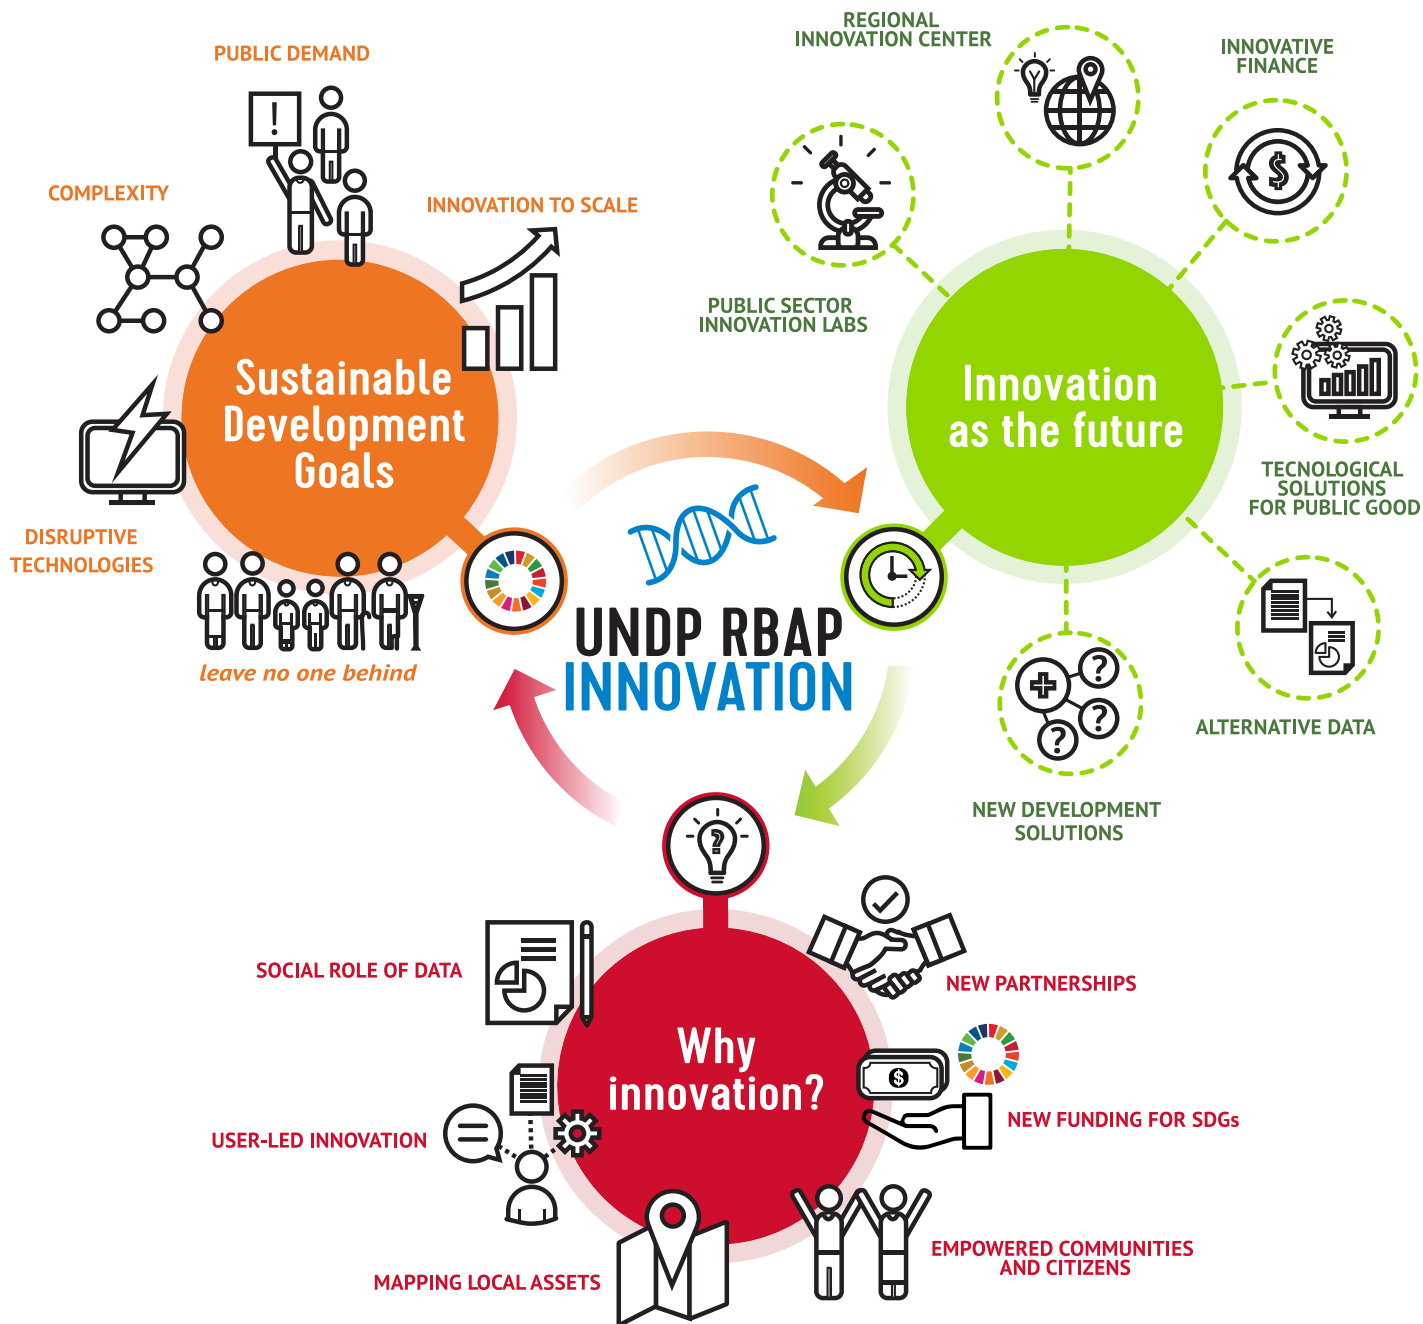 PUBLIC DEMAND
!
COMPLEXITY
INNOVATION TO SCALE
Sustainable
Development
Goals
DISRUPTIVE
TECHNOLOGIES
leave no one behind
REGIONAL
INNOVATION CENTER
INNOVATIVE
FINANCE
$
PUBLIC SECTOR
INNOVATION LABS
Innovation
as the future
TECNOLOGICAL
SOLUTIONS
FOR PUBLIC GOOD
ALTERNATIVE DATA
?
?
?
NEW DEVELOPMENT
SOLUTIONS
UNDP RBAP
INNOVATION
?
SOCIAL ROLE OF DATA
NEW PARTNERSHIPS
Why
innovation?
$
NEW FUNDING FOR SDGs
USER-LED INNOVATION
MAPPING LOCAL ASSETS
EMPOWERED COMMUNITIES
AND CITIZENS